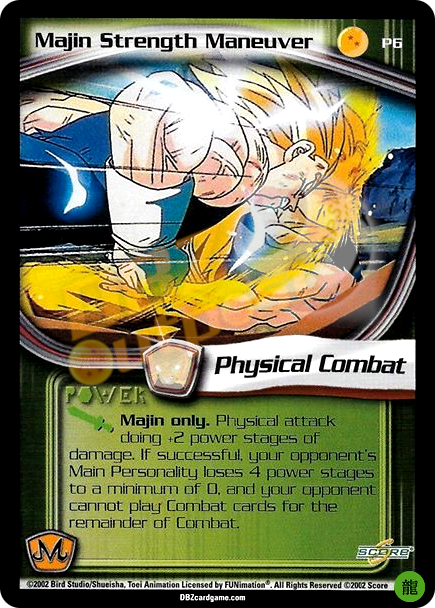 Majin Strength Maneuver P6
Physical Combat
POWER
Majin only. Physical attack
doing +2 power stages of
damage. If successful, your opponent's
Main Personality loses 4 power stages
to a minimum of 0, and your opponent
cannot play Combat cards for the
remainder of Combat.
M
SCORE
龍
©2002 Bird Studio/Shueisha, Toei Animation Licensed by FUNimation®. All Rights Reserved ©2002 Score
DBZcardgame.com